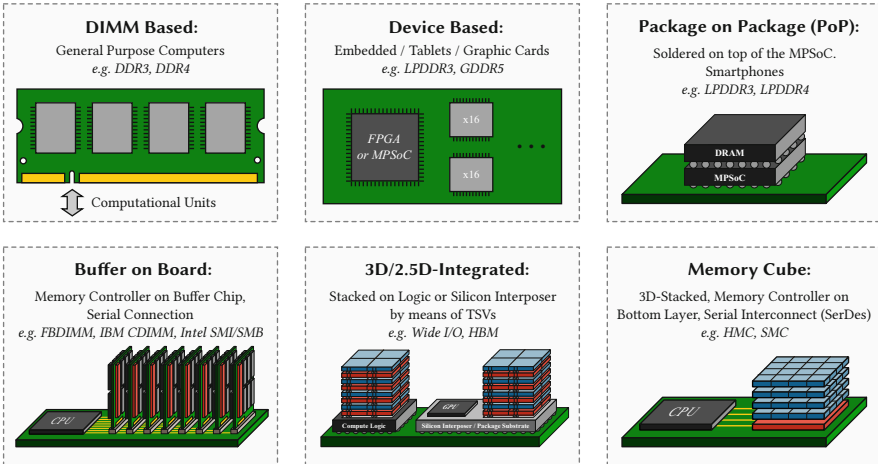 DIMM Based:
General Purpose Computers
e.g. DDR3, DDR4
Computational Units
Device Based:
Embedded / Tablets / Graphic Cards
e.g. LPDDR3, GDDR5
FPGA
or MPSoC
x16
x16
Package on Package (PoP):
Soldered on top of the MPSoC.
Smartphones
e.g. LPDDR3, LPDDR4
DRAM
MPSoC
Buffer on Board:
Memory Controller on Buffer Chip,
Serial Connection
e.g. FBDIMM, IBM CDIMM, Intel SMI/SMB
CPU
3D/2.5D-Integrated:
Stacked on Logic or Silicon Interposer
by means of TSVs
e.g. Wide I/O, HBM
GPU
Compute Logic
Silicon Interposer / Package Substrate
Memory Cube:
3D-Stacked, Memory Controller on
Bottom Layer, Serial Interconnect (SerDes)
e.g. HMC, SMC
CPU